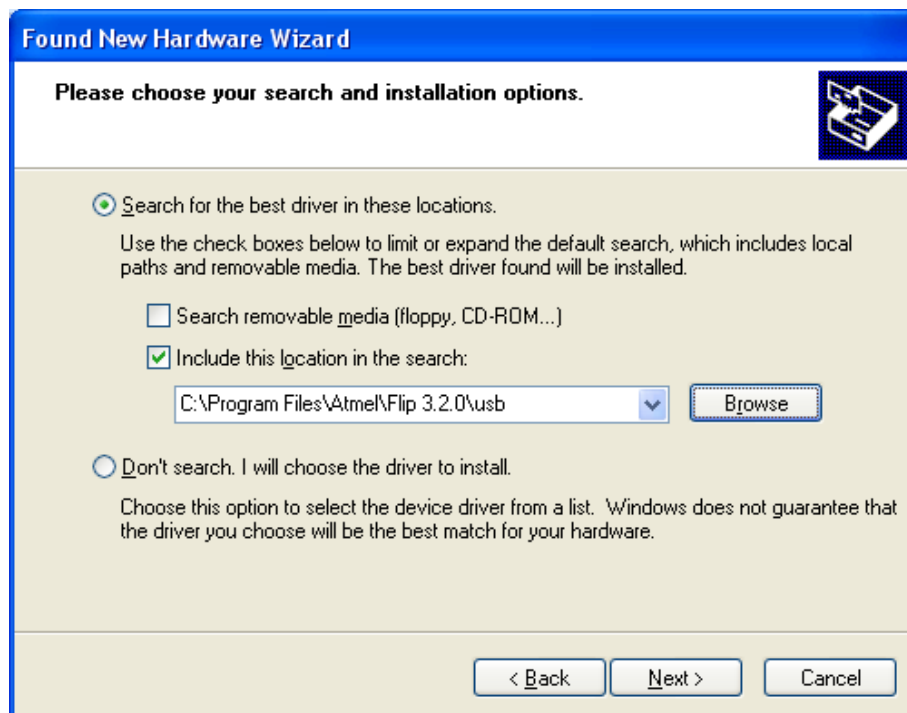 Found New Hardware Wizard
Please choose your search and installation options.
Search for the best driver in these locations.
Use the check boxes below to limit or expand the default search, which includes local
paths and removable media. The best driver found will be installed.
Search removable media (floppy, CD-ROM...)
Include this location in the search:
C:\Program Files\Atmel\Flip 3.2.0\usb
Browse
Don't search. I will choose the driver to install.
Choose this option to select the device driver from a list. Windows does not guarantee that
the driver you choose will be the best match for your hardware.
< Back Next > Cancel